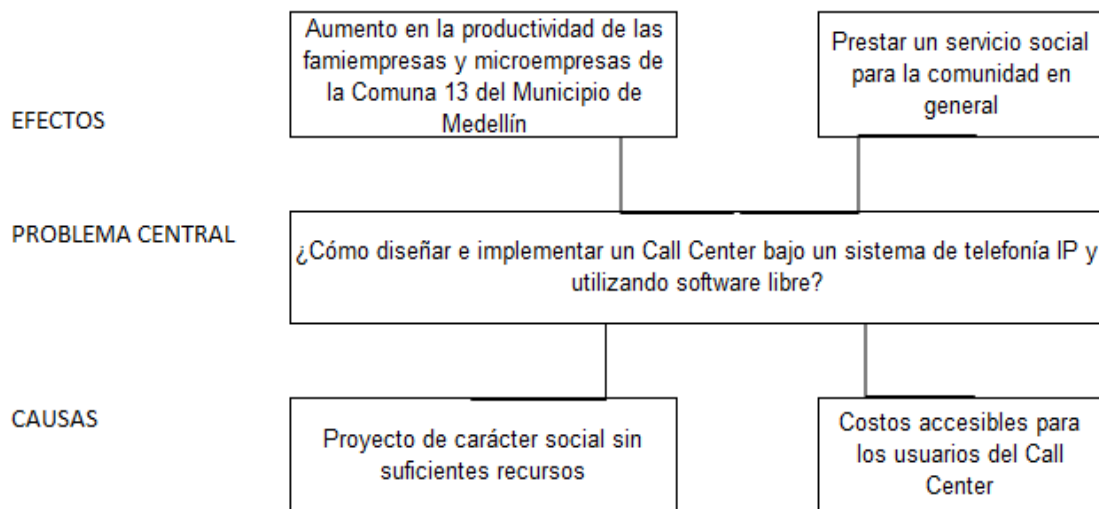 Aumento en la productividad de las
famiempresas y microempresas de
la Comuna 13 del Municipio de
Medellín
Prestar un servicio social
para la comunidad en
general
EFECTOS
PROBLEMA CENTRAL
¿Cómo diseñar e implementar un Call Center bajo un sistema de telefonía IP y
utilizando software libre?
CAUSAS
Proyecto de carácter social sin
suficientes recursos
Costos accesibles para
los usuarios del Call
Center